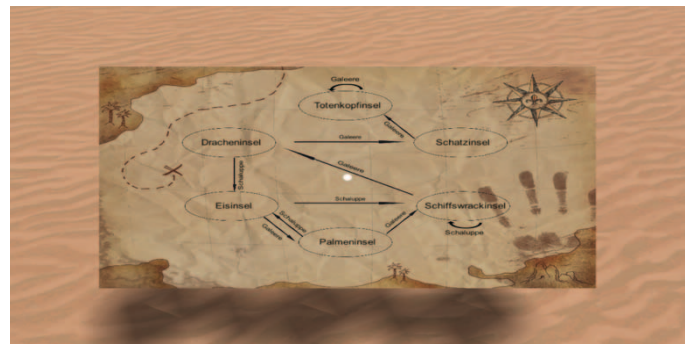 Galeere
Totenkopfinsel
Galeere
Dracheninsel
Galeere
Schatzinsel
Schaluppe
Galeere
Eisinsel
Schaluppe
Schiffswrackinsel
Schaluppe
Galeere
Palmeninsel
Galeere
Schaluppe